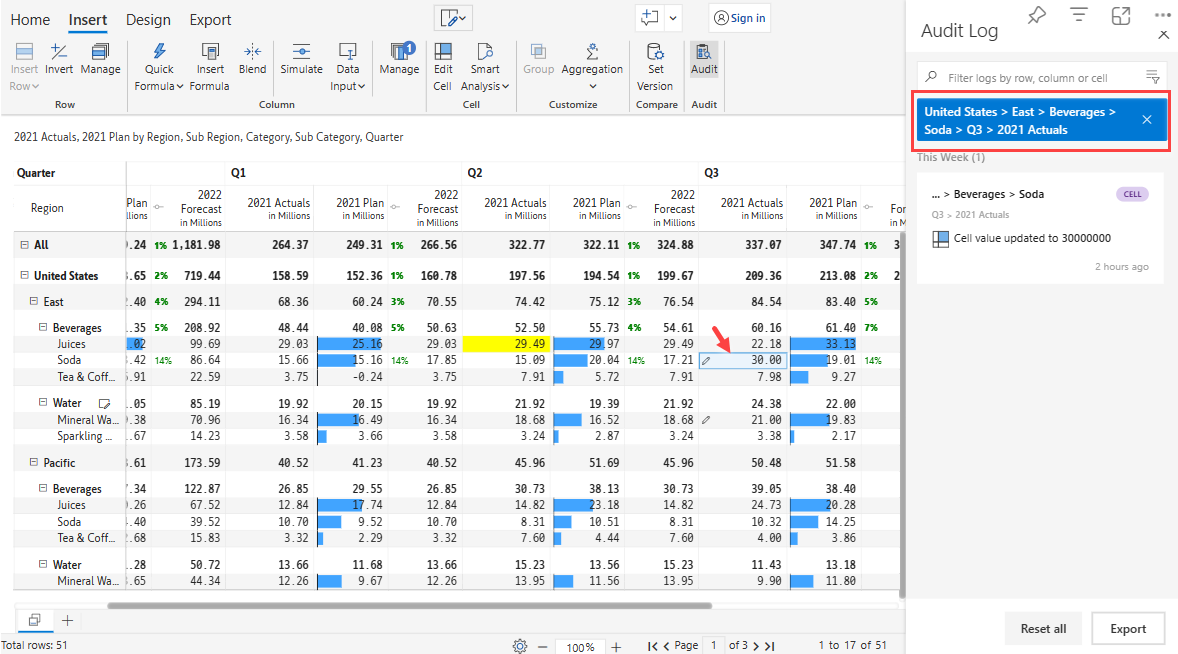 Home Insert Design Export
Sign in
Insert Row Invert Manage
Row
Quick Formula Insert Formula Blend Simulate Data Input
Column
Manage 1
Edit Cell Smart Analysis
Cell
Group Aggregation
Customize
Set Version
Compare
Audit
Audit
2021 Actuals, 2021 Plan by Region, Sub Region, Category, Sub Category, Quarter
Quarter Q1 Q2 Q3
Region Plan llions 2022 Forecast in Millions 2021 Actuals in Millions 2021 Plan in Millions 2022 Forecast in Millions 2021 Actuals in Millions 2021 Plan in Millions 2022 Forecast in Millions 2021 Actuals in Millions 2021 Plan in Millions For in M
All .24 1% 1,181.98 264.37 249.31 1% 266.56 322.77 322.11 1% 324.88 337.07 347.74 1% 3
United States .65 2% 719.44 158.59 152.36 1% 160.78 197.56 194.54 1% 199.67 209.36 213.08 2% 2
East .40 4% 294.11 68.36 60.24 3% 70.55 74.42 75.12 3% 76.54 84.54 83.40 5%
Beverages .35 5% 208.92 48.44 40.08 5% 50.63 52.50 55.73 4% 54.61 60.16 61.40 7%
Juices .02 99.69 29.03 25.16 29.03 29.49 29.97 29.49 22.18 33.13
Soda .42 14% 86.64 15.66 15.16 14% 17.85 15.09 20.04 14% 17.21 30.00 19.01 14%
Tea & Coff... .91 22.59 3.75 -0.24 3.75 7.91 5.72 7.91 7.98 9.27
Water .05 85.19 19.92 20.15 19.92 21.92 19.39 21.92 24.38 22.00
Mineral Wa... .38 70.96 16.34 16.49 16.34 18.68 16.52 18.68 21.00 19.83
Sparkling ... .67 14.23 3.58 3.66 3.58 3.24 2.87 3.24 3.38 2.17
Pacific .61 173.59 40.52 41.23 40.52 45.96 51.69 45.96 50.48 51.58
Beverages .34 122.87 26.85 29.55 26.85 30.73 38.13 30.73 39.05 38.40
Juices .26 67.52 12.84 17.74 12.84 14.82 23.18 14.82 24.73 20.28
Soda .40 39.52 10.70 9.52 10.70 8.31 10.51 8.31 10.32 14.25
Tea & Coff... .68 15.83 3.32 2.29 3.32 7.60 4.44 7.60 4.00 3.86
Water .28 50.72 13.66 11.68 13.66 15.23 13.56 15.23 11.43 13.18
Mineral Wa... .65 44.34 12.26 9.67 12.26 13.95 11.56 13.95 9.90 11.80
Total rows: 51
100%
Page 1 of 3
1 to 17 of 51
Audit Log
Filter logs by row, column or cell
United States > East > Beverages >
Soda > Q3 > 2021 Actuals
This Week (1)
... > Beverages > Soda CELL
Q3 > 2021 Actuals
Cell value updated to 30000000
2 hours ago
Reset all Export